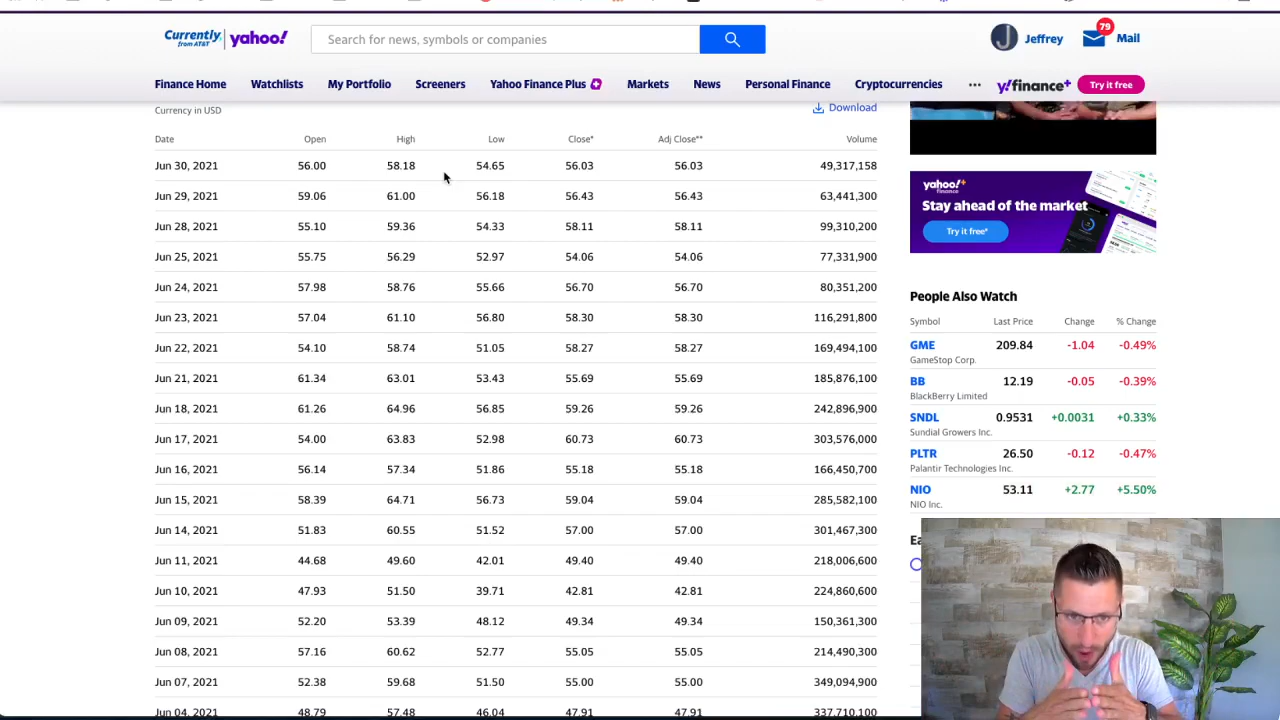 Currently, from AT&T yahoo! Search for news, symbols or companies Jeffrey 79 Mail
Finance Home Watchlists My Portfolio Screeners Yahoo Finance Plus Markets News Personal Finance Cryptocurrencies ... y!finance+ Try it free
Currency in USD Download
Date Open High Low Close* Adj Close** Volume
Jun 30, 2021 56.00 58.18 54.65 56.03 56.03 49,317,158
Jun 29, 2021 59.06 61.00 56.18 56.43 56.43 63,441,300
Jun 28, 2021 55.10 59.36 54.33 58.11 58.11 99,310,200
Jun 25, 2021 55.75 56.29 52.97 54.06 54.06 77,331,900
Jun 24, 2021 57.98 58.76 55.66 56.70 56.70 80,351,200
Jun 23, 2021 57.04 61.10 56.80 58.30 58.30 116,291,800
Jun 22, 2021 54.10 58.74 51.05 58.27 58.27 169,494,100
Jun 21, 2021 61.34 63.01 53.43 55.69 55.69 185,876,100
Jun 18, 2021 61.26 64.96 56.85 59.26 59.26 242,896,900
Jun 17, 2021 54.00 63.83 52.98 60.73 60.73 303,576,000
Jun 16, 2021 56.14 57.34 51.86 55.18 55.18 166,450,700
Jun 15, 2021 58.39 64.71 56.73 59.04 59.04 285,582,100
Jun 14, 2021 51.83 60.55 51.52 57.00 57.00 301,467,300
Jun 11, 2021 44.68 49.60 42.01 49.40 49.40 218,006,600
Jun 10, 2021 47.93 51.50 39.71 42.81 42.81 224,860,600
Jun 09, 2021 52.20 53.39 48.12 49.34 49.34 150,361,300
Jun 08, 2021 57.16 60.62 52.77 55.05 55.05 214,490,300
Jun 07, 2021 52.38 59.68 51.50 55.00 55.00 349,094,900
Jun 04, 2021 48.79 57.48 46.04 47.91 47.91 337,710,100
yahoo!+
finance
Stay ahead of the market
Try it free*
People Also Watch
Symbol Last Price Change % Change
GME 209.84 -1.04 -0.49%
GameStop Corp.
BB 12.19 -0.05 -0.39%
BlackBerry Limited
SNDL 0.9531 +0.0031 +0.33%
Sundial Growers Inc.
PLTR 26.50 -0.12 -0.47%
Palantir Technologies Inc.
NIO 53.11 +2.77 +5.50%
NIO Inc.